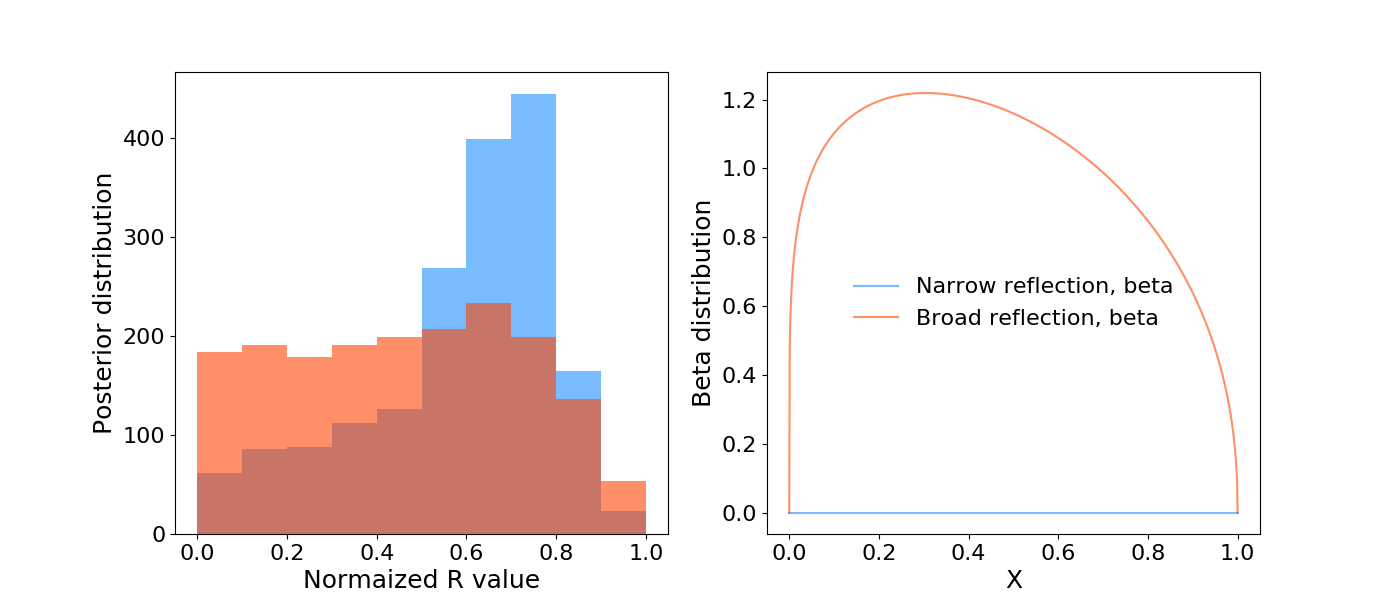 Posterior distribution
400
300
200
100
0
0.0 0.2 0.4 0.6 0.8 1.0
Normaized R value
Beta distribution
1.2
1.0
0.8
0.6
0.4
0.2
0.0
Narrow reflection, beta
Broad reflection, beta
0.0 0.2 0.4 0.6 0.8 1.0
X